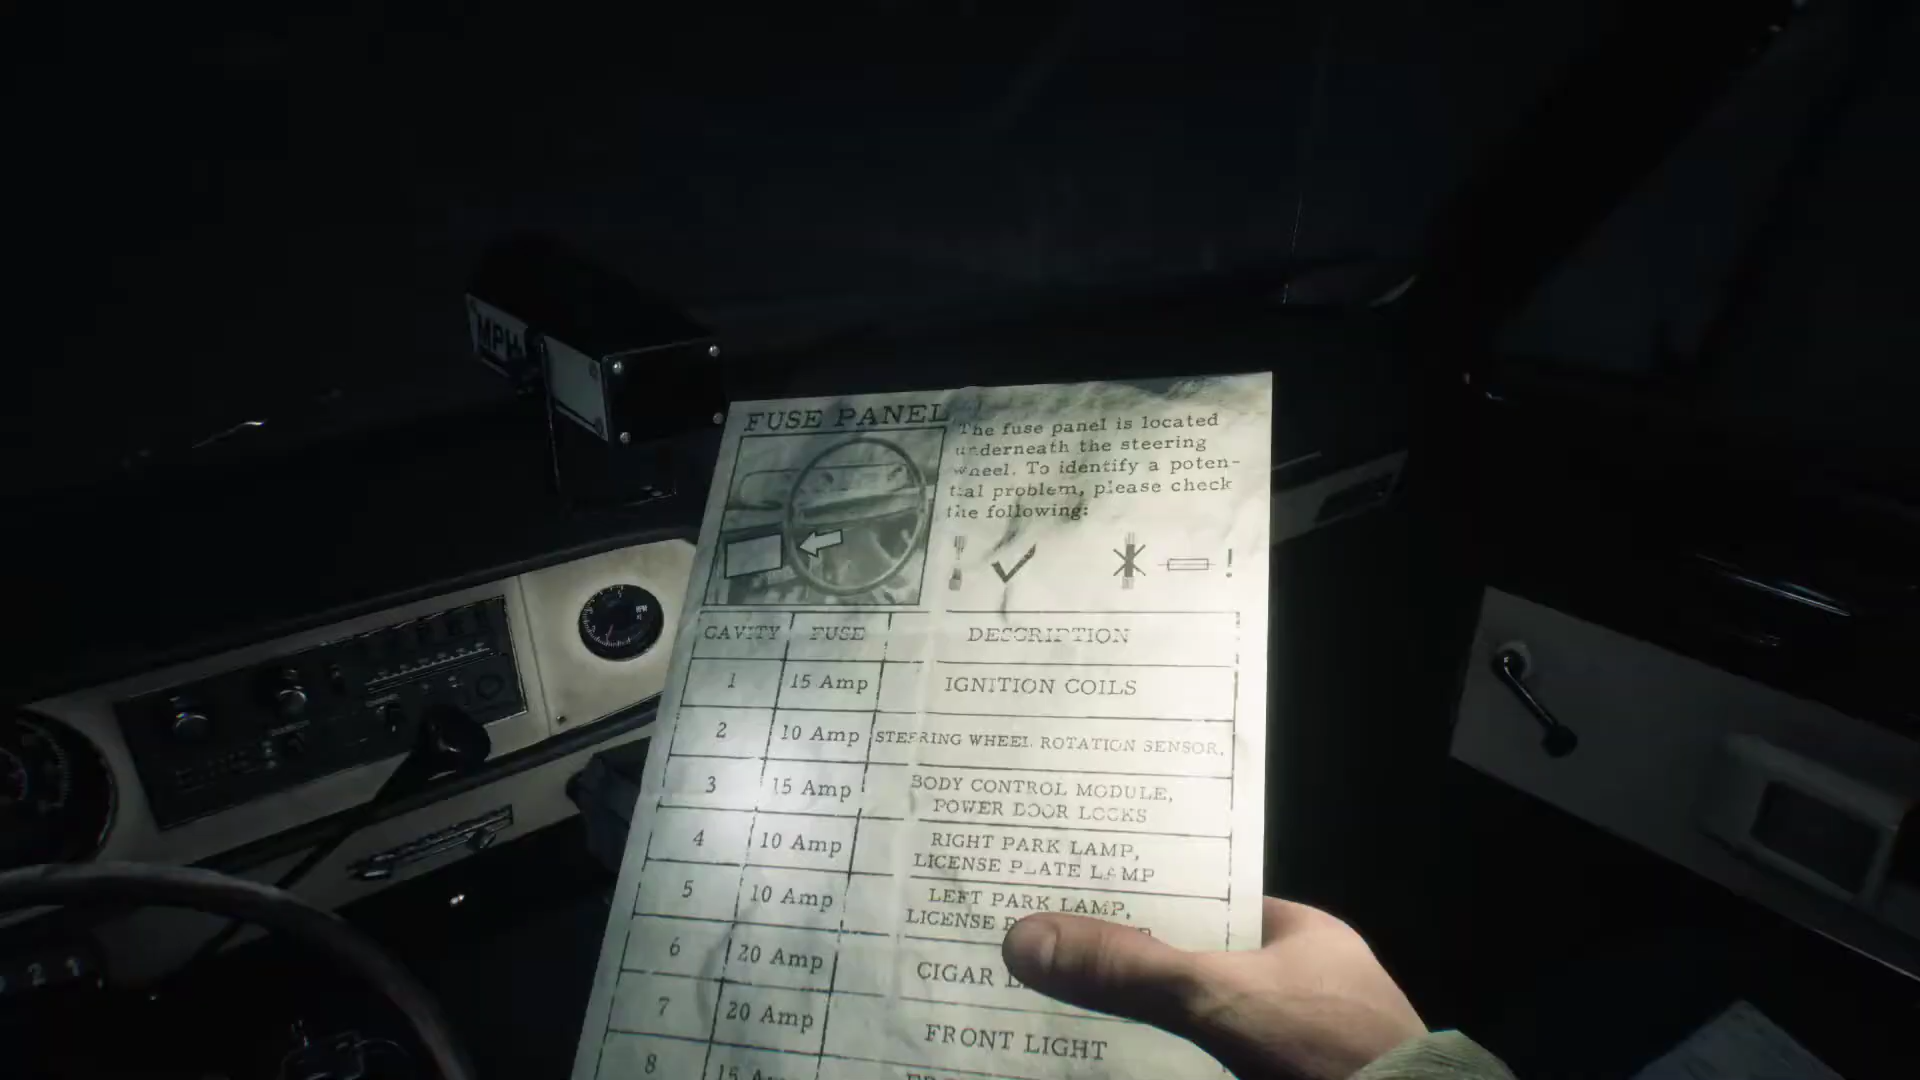 MPH
FUSE PANEL
The fuse panel is located
underneath the steering
wheel. To identify a poten-
tial problem, please check
the following:
!
CAVITY FUSE DESCRIPTION
1 15 Amp IGNITION COILS
2 10 Amp STEERING WHEEL ROTATION SENSOR,
3 15 Amp BODY CONTROL MODULE,
POWER DOOR LOCKS
4 10 Amp RIGHT PARK LAMP,
LICENSE PLATE LAMP
5 10 Amp LEFT PARK LAMP,
LICENSE
6 20 Amp CIGAR
7 20 Amp FRONT LIGHT
8 15